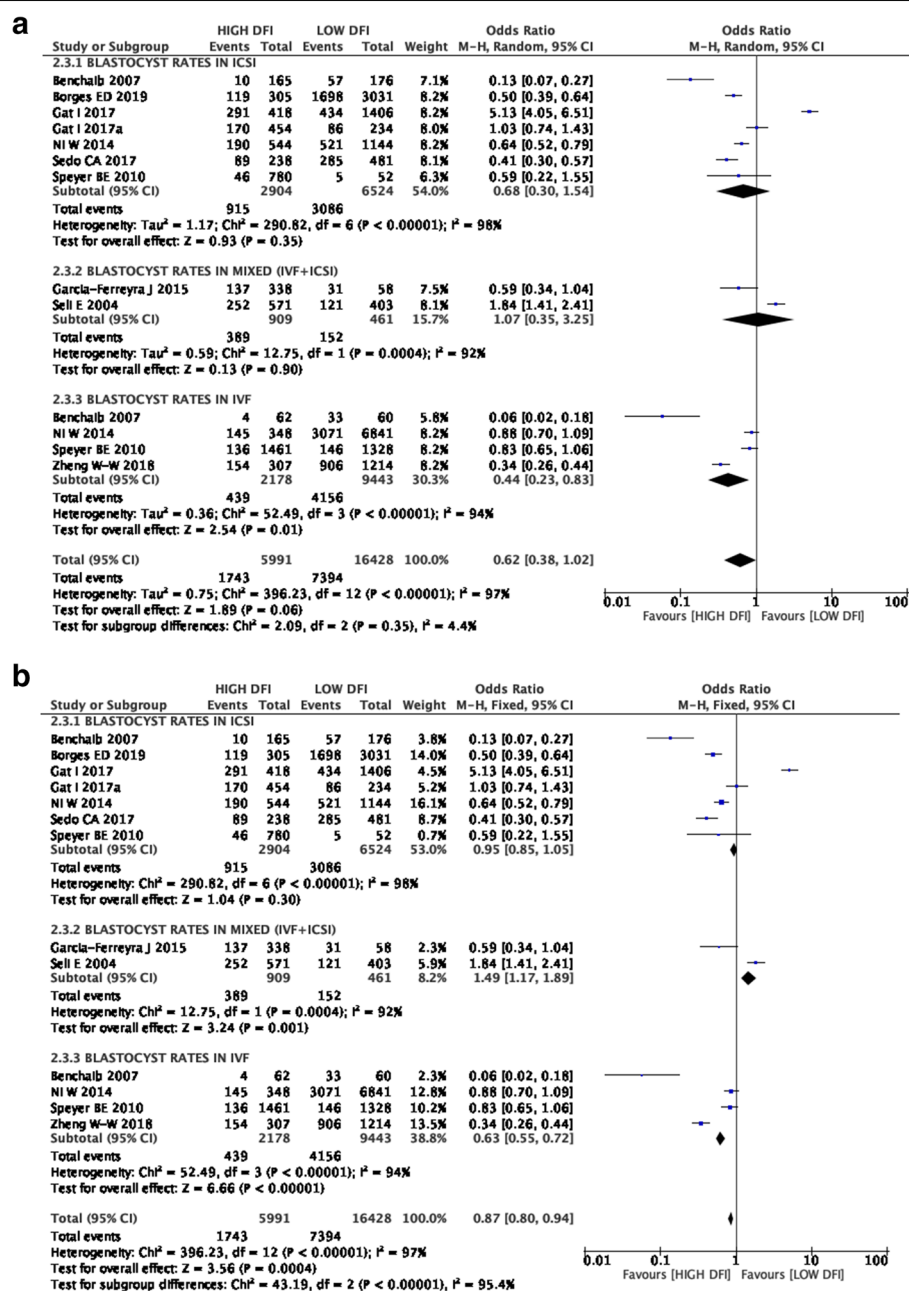 a
HIGH DFI LOW DFI Odds Ratio Odds Ratio
Study or Subgroup Events Total Events Total Weight M-H, Random, 95% CI M-H, Random, 95% CI
2.3.1 BLASTOCYST RATES IN ICSI
Benchaib 2007 10 165 57 176 7.1% 0.13 [0.07, 0.27]
Borges ED 2019 119 305 1698 3031 8.2% 0.50 [0.39, 0.64]
Gat I 2017 291 418 434 1406 8.2% 5.13 [4.05, 6.51]
Gat I 2017a 170 454 86 234 8.0% 1.03 [0.74, 1.43]
NI W 2014 190 544 521 1144 8.2% 0.64 [0.52, 0.79]
Sedo CA 2017 89 238 285 481 8.1% 0.41 [0.30, 0.57]
Speyer BE 2010 46 780 5 52 6.3% 0.59 [0.22, 1.55]
Subtotal (95% CI) 2904 6524 54.0% 0.68 [0.30, 1.54]
Total events 915 3086
Heterogeneity: Tau² = 1.17; Chi² = 290.82, df = 6 (P < 0.00001); I² = 98%
Test for overall effect: Z = 0.93 (P = 0.35)
2.3.2 BLASTOCYST RATES IN MIXED (IVF+ICSI)
Garcia-Ferreyra J 2015 137 338 31 58 7.5% 0.59 [0.34, 1.04]
Seli E 2004 252 571 121 403 8.1% 1.84 [1.41, 2.41]
Subtotal (95% CI) 909 461 15.7% 1.07 [0.35, 3.25]
Total events 389 152
Heterogeneity: Tau² = 0.59; Chi² = 12.75, df = 1 (P = 0.0004); I² = 92%
Test for overall effect: Z = 0.13 (P = 0.90)
2.3.3 BLASTOCYST RATES IN IVF
Benchaib 2007 4 62 33 60 5.8% 0.06 [0.02, 0.18]
NI W 2014 145 348 3071 6841 8.2% 0.88 [0.70, 1.09]
Speyer BE 2010 136 1461 146 1328 8.2% 0.83 [0.65, 1.06]
Zheng W-W 2018 154 307 906 1214 8.2% 0.34 [0.26, 0.44]
Subtotal (95% CI) 2178 9443 30.3% 0.44 [0.23, 0.83]
Total events 439 4156
Heterogeneity: Tau² = 0.36; Chi² = 52.49, df = 3 (P < 0.00001); I² = 94%
Test for overall effect: Z = 2.54 (P = 0.01)
Total (95% CI) 5991 16428 100.0% 0.62 [0.38, 1.02]
Total events 1743 7394
Heterogeneity: Tau² = 0.75; Chi² = 396.23, df = 12 (P < 0.00001); I² = 97%
Test for overall effect: Z = 1.89 (P = 0.06)
Test for subgroup differences: Chi² = 2.09, df = 2 (P = 0.35), I² = 4.4%
0.01 0.1 1 10 100
Favours [HIGH DFI] Favours [LOW DFI]
b
HIGH DFI LOW DFI Odds Ratio Odds Ratio
Study or Subgroup Events Total Events Total Weight M-H, Fixed, 95% CI M-H, Fixed, 95% CI
2.3.1 BLASTOCYST RATES IN ICSI
Benchaib 2007 10 165 57 176 3.8% 0.13 [0.07, 0.27]
Borges ED 2019 119 305 1698 3031 14.0% 0.50 [0.39, 0.64]
Gat I 2017 291 418 434 1406 4.5% 5.13 [4.05, 6.51]
Gat I 2017a 170 454 86 234 5.4% 1.03 [0.74, 1.43]
NI W 2014 190 544 521 1144 16.1% 0.64 [0.52, 0.79]
Sedo CA 2017 89 238 285 481 8.7% 0.41 [0.30, 0.57]
Speyer BE 2010 46 780 5 52 0.7% 0.59 [0.22, 1.55]
Subtotal (95% CI) 2904 6524 53.0% 0.95 [0.85, 1.05]
Total events 915 3086
Heterogeneity: Chi² = 290.82, df = 6 (P < 0.00001); I² = 98%
Test for overall effect: Z = 1.04 (P = 0.30)
2.3.2 BLASTOCYST RATES IN MIXED (IVF+ICSI)
Garcia-Ferreyra J 2015 137 338 31 58 2.3% 0.59 [0.34, 1.04]
Seli E 2004 252 571 121 403 5.9% 1.84 [1.41, 2.41]
Subtotal (95% CI) 909 461 8.2% 1.49 [1.17, 1.89]
Total events 389 152
Heterogeneity: Chi² = 12.75, df = 1 (P = 0.0004); I² = 92%
Test for overall effect: Z = 3.24 (P = 0.001)
2.3.3 BLASTOCYST RATES IN IVF
Benchaib 2007 4 62 33 60 2.3% 0.06 [0.02, 0.18]
NI W 2014 145 348 3071 6841 12.8% 0.88 [0.70, 1.09]
Speyer BE 2010 136 1461 146 1328 10.2% 0.83 [0.65, 1.06]
Zheng W-W 2018 154 307 906 1214 13.5% 0.34 [0.26, 0.44]
Subtotal (95% CI) 2178 9443 38.8% 0.63 [0.55, 0.72]
Total events 439 4156
Heterogeneity: Chi² = 52.49, df = 3 (P < 0.00001); I² = 94%
Test for overall effect: Z = 6.66 (P < 0.00001)
Total (95% CI) 5991 16428 100.0% 0.87 [0.80, 0.94]
Total events 1743 7394
Heterogeneity: Chi² = 396.23, df = 12 (P < 0.00001); I² = 97%
Test for overall effect: Z = 3.56 (P = 0.0004)
Test for subgroup differences: Chi² = 43.19, df = 2 (P < 0.00001), I² = 95.4%
0.01 0.1 1 10 100
Favours [HIGH DFI] Favours [LOW DFI]